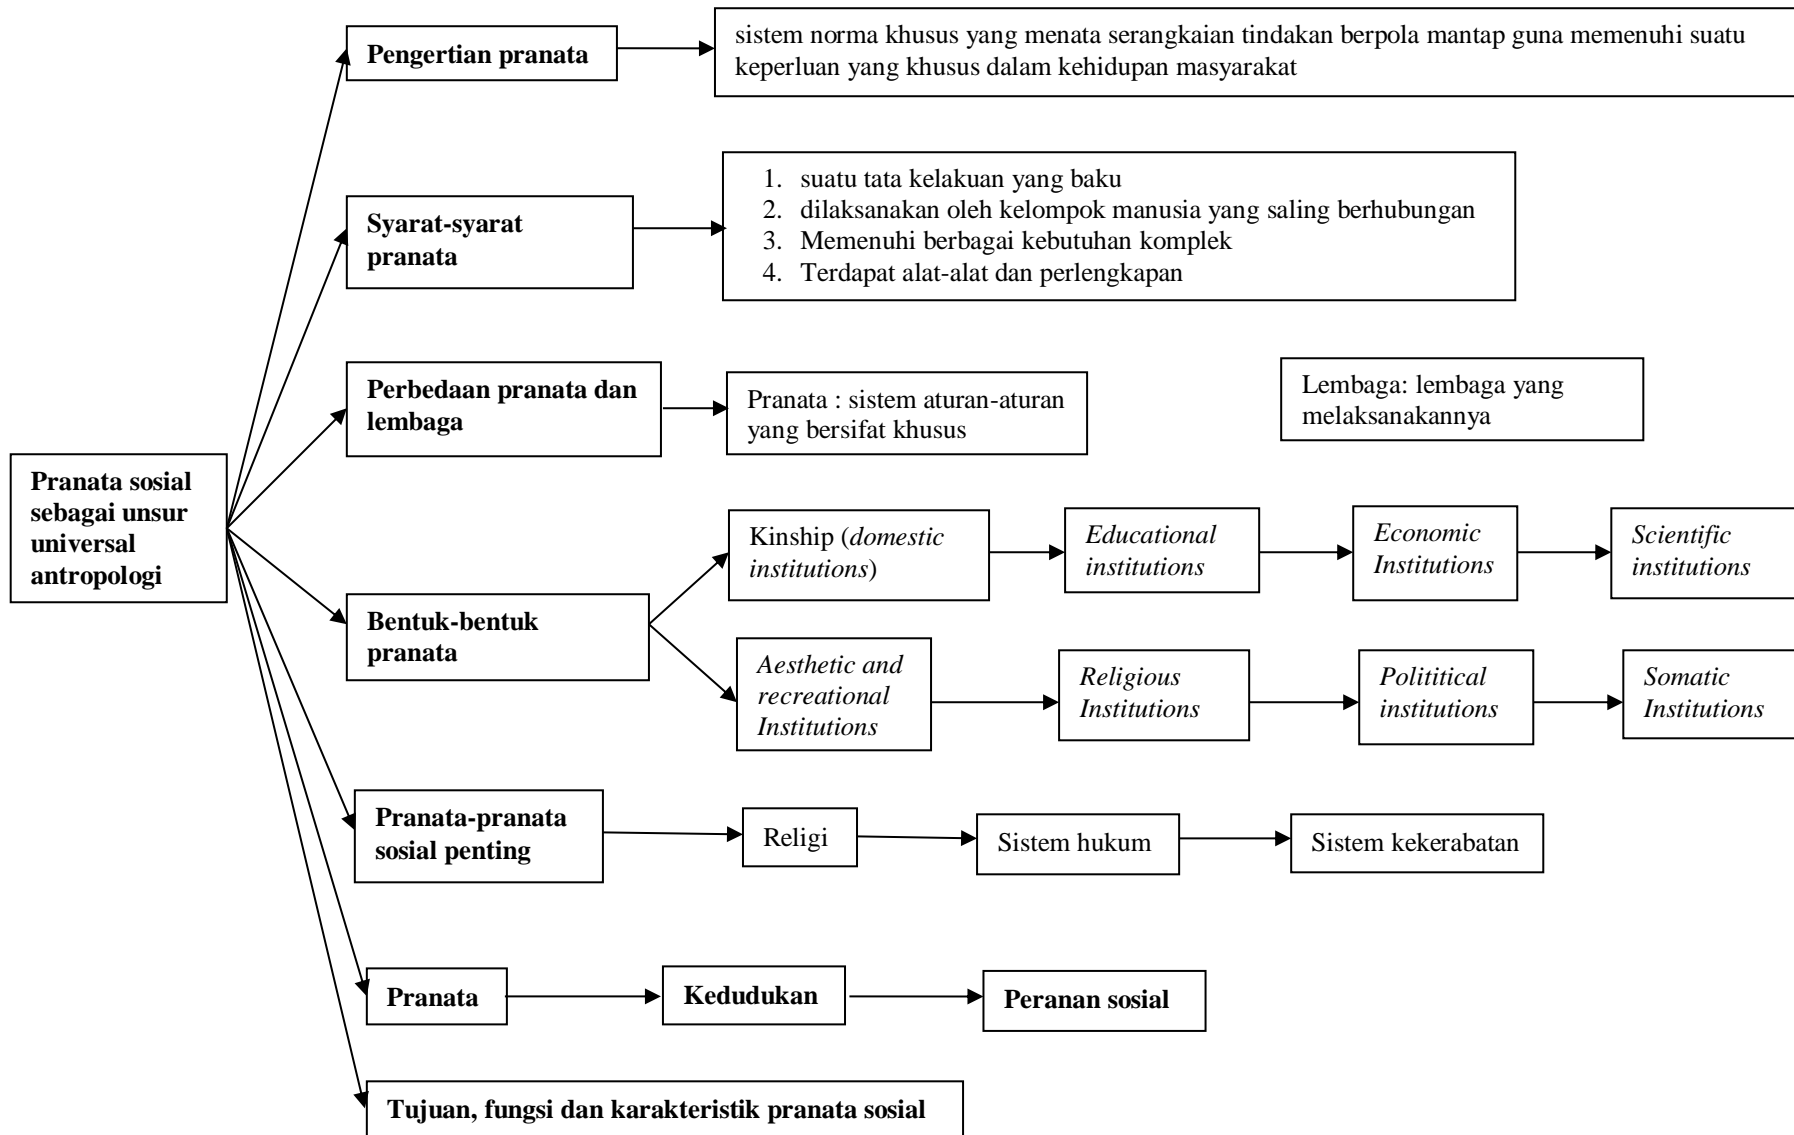 Pengertian pranata
sistem norma khusus yang menata serangkaian tindakan berpola mantap guna memenuhi suatu
keperluan yang khusus dalam kehidupan masyarakat
Syarat-syarat
pranata
1. suatu tata kelakuan yang baku
2. dilaksanakan oleh kelompok manusia yang saling berhubungan
3. Memenuhi berbagai kebutuhan komplek
4. Terdapat alat-alat dan perlengkapan
Perbedaan pranata dan
lembaga
Pranata : sistem aturan-aturan
yang bersifat khusus
Lembaga: lembaga yang
melaksanakannya
Pranata sosial
sebagai unsur
universal
antropologi
Bentuk-bentuk
pranata
Kinship (domestic
institutions)
Educational
institutions
Economic
Institutions
Scientific
institutions
Aesthetic and
recreational
Institutions
Religious
Institutions
Polititical
institutions
Somatic
Institutions
Pranata-pranata
sosial penting
Religi
Sistem hukum
Sistem kekerabatan
Pranata
Kedudukan
Peranan sosial
Tujuan, fungsi dan karakteristik pranata sosial